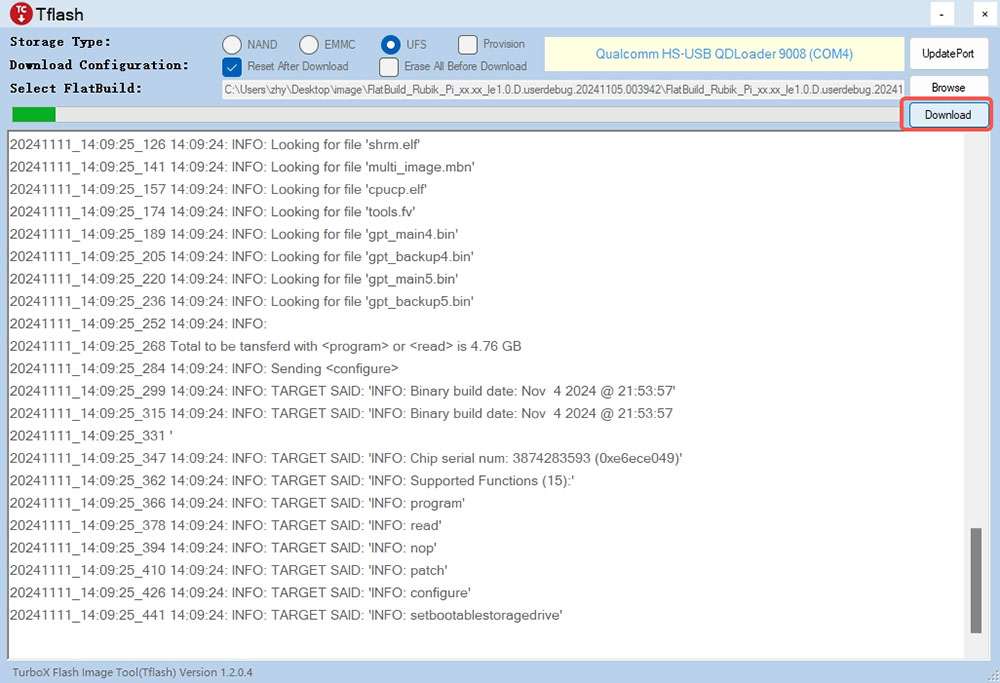 TC Tflash
- ×
Storage Type: NAND EMMC UFS Provision Qualcomm HS-USB QDLoader 9008 (COM4) UpdatePort
Download Configuration: Reset After Download Erase All Before Download
Select FlatBuild: C:\Users\zhy\Desktop\image\FlatBuild_Rubik_Pi_xx.xx_le1.0.D.userdebug.20241105.003942\FlatBuild_Rubik_Pi_xx.xx_le1.0.D.userdebug.20241 Browse
Download
20241111_14:09:25_126 14:09:24: INFO: Looking for file 'shrm.elf'
20241111_14:09:25_141 14:09:24: INFO: Looking for file 'multi_image.mbn'
20241111_14:09:25_157 14:09:24: INFO: Looking for file 'cpucp.elf'
20241111_14:09:25_174 14:09:24: INFO: Looking for file 'tools.fv'
20241111_14:09:25_189 14:09:24: INFO: Looking for file 'gpt_main4.bin'
20241111_14:09:25_205 14:09:24: INFO: Looking for file 'gpt_backup4.bin'
20241111_14:09:25_220 14:09:24: INFO: Looking for file 'gpt_main5.bin'
20241111_14:09:25_236 14:09:24: INFO: Looking for file 'gpt_backup5.bin'
20241111_14:09:25_252 14:09:24: INFO:
20241111_14:09:25_268 Total to be tansferd with <program> or <read> is 4.76 GB
20241111_14:09:25_284 14:09:24: INFO: Sending <configure>
20241111_14:09:25_299 14:09:24: INFO: TARGET SAID: 'INFO: Binary build date: Nov  4 2024 @ 21:53:57'
20241111_14:09:25_315 14:09:24: INFO: TARGET SAID: 'INFO: Binary build date: Nov  4 2024 @ 21:53:57
20241111_14:09:25_331 '
20241111_14:09:25_347 14:09:24: INFO: TARGET SAID: 'INFO: Chip serial num: 3874283593 (0xe6ece049)'
20241111_14:09:25_362 14:09:24: INFO: TARGET SAID: 'INFO: Supported Functions (15):'
20241111_14:09:25_366 14:09:24: INFO: TARGET SAID: 'INFO: program'
20241111_14:09:25_378 14:09:24: INFO: TARGET SAID: 'INFO: read'
20241111_14:09:25_394 14:09:24: INFO: TARGET SAID: 'INFO: nop'
20241111_14:09:25_410 14:09:24: INFO: TARGET SAID: 'INFO: patch'
20241111_14:09:25_426 14:09:24: INFO: TARGET SAID: 'INFO: configure'
20241111_14:09:25_441 14:09:24: INFO: TARGET SAID: 'INFO: setbootablestoragedrive'
TurboX Flash Image Tool(Tflash) Version 1.2.0.4